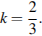 k = 2/3.